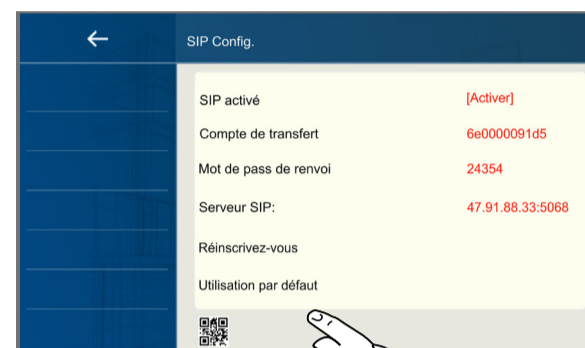 SIP Config.
SIP activé [Activer]
Compte de transfert 6e0000091d5
Mot de pass de renvoi 24354
Serveur SIP: 47.91.88.33:5068
Réinscrivez-vous
Utilisation par défaut